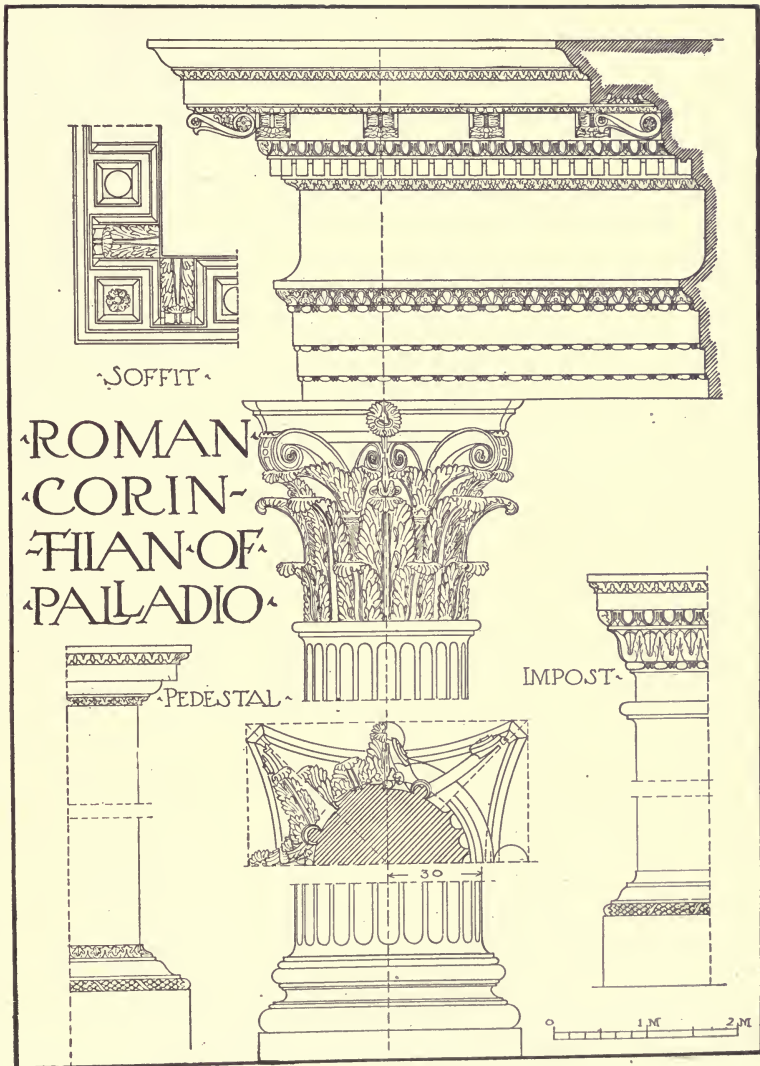 SOFFIT
ROMAN
CORIN-
-THIAN·OF
PALLADIO
PEDESTAL
IMPOST
30
0 1 M 2 M